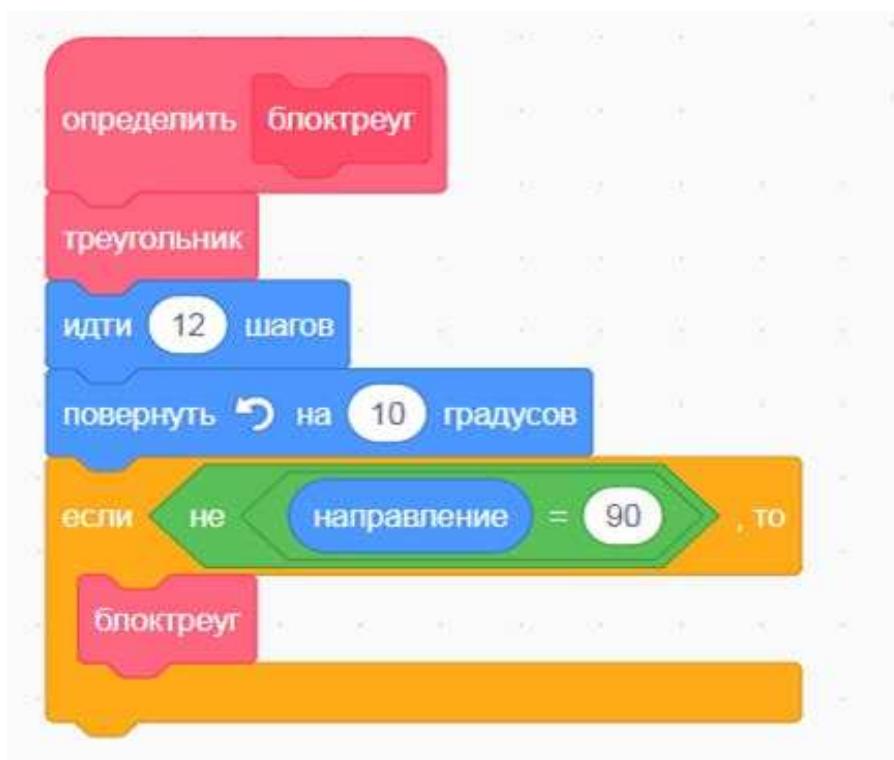 определить блоктреуг
треугольник
идти 12 шагов
повернуть на 10 градусов
если не направление = 90 , то
блоктреуг